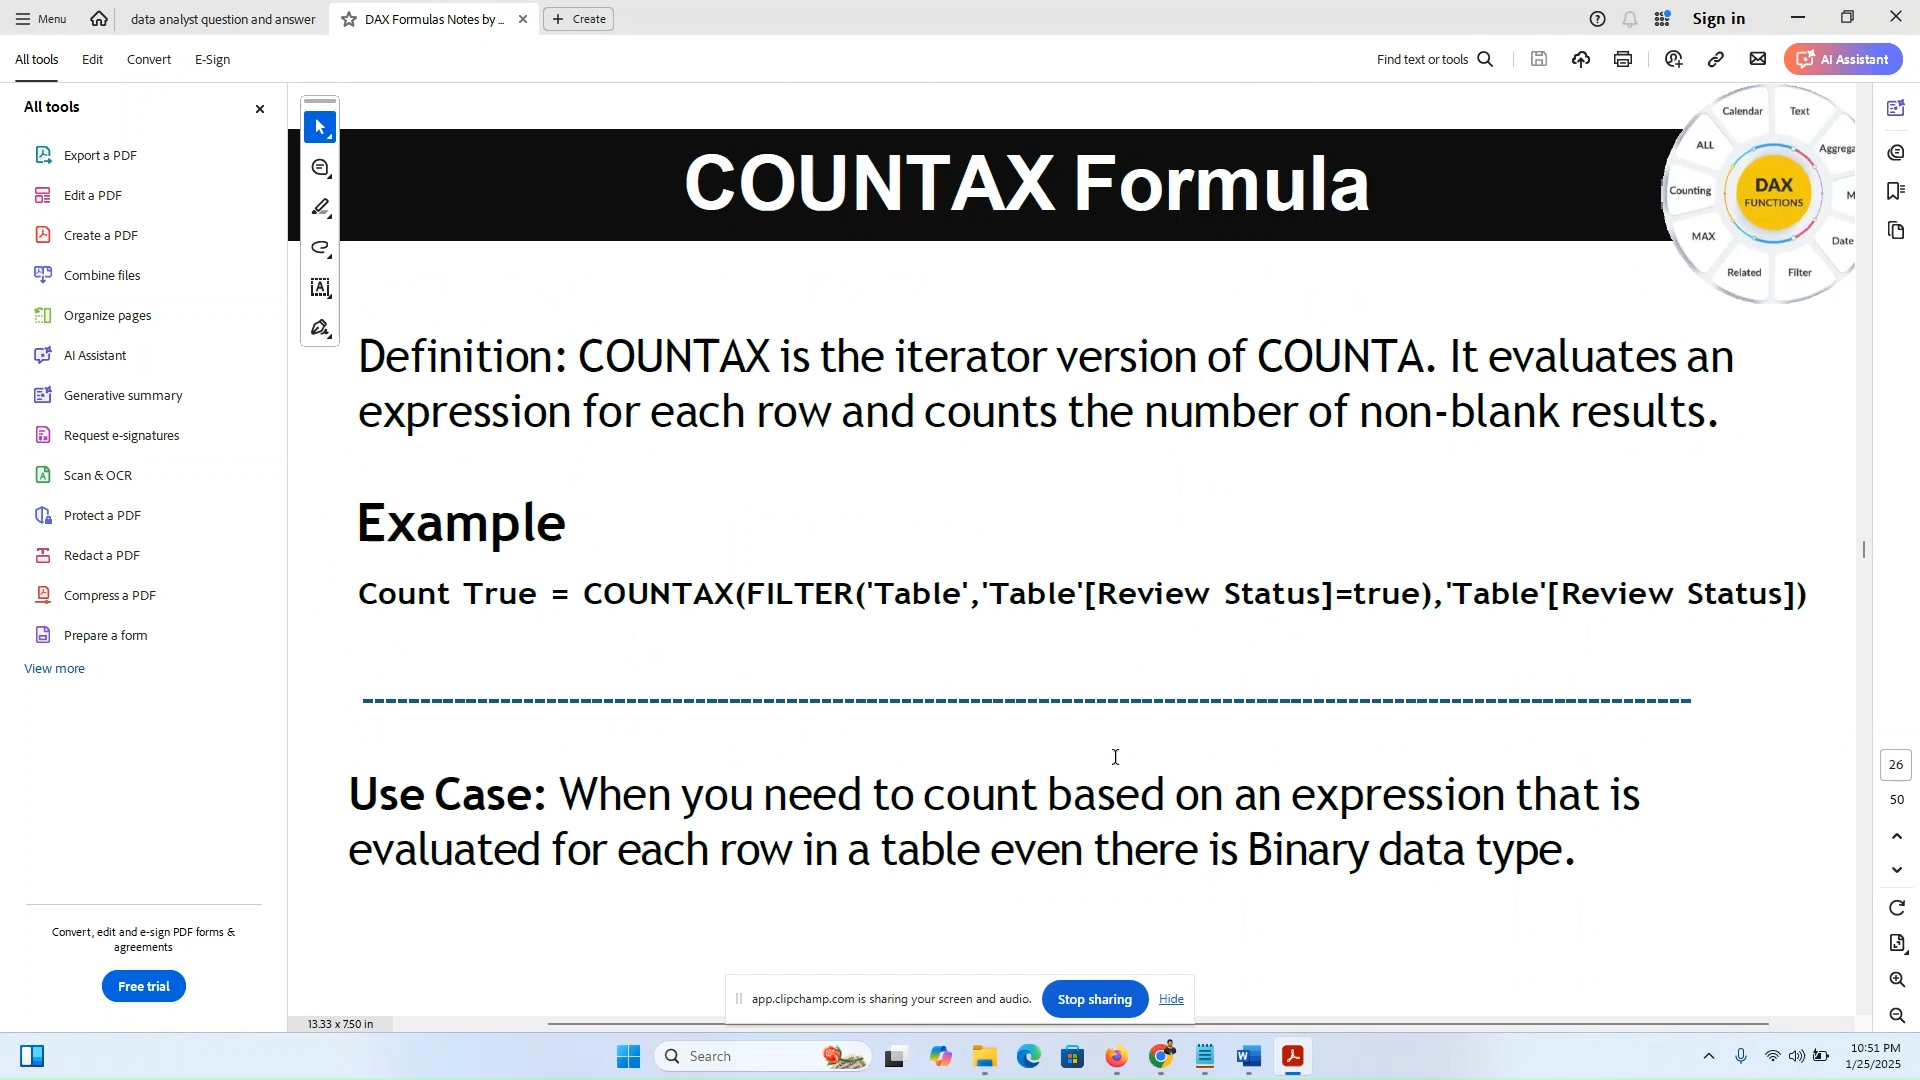 Menu
data analyst question and answer
DAX Formulas Notes by ...
Create
Sign in
All tools
Edit
Convert
E-Sign
Find text or tools
AI Assistant
All tools
Export a PDF
Edit a PDF
Create a PDF
Combine files
Organize pages
AI Assistant
Generative summary
Request e-signatures
Scan & OCR
Protect a PDF
Redact a PDF
Compress a PDF
Prepare a form
View more
Convert, edit and e-sign PDF forms &
agreements
Free trial
COUNTAX Formula
Calendar
Text
ALL
Aggrega
Counting
DAX
FUNCTIONS
M
MAX
Date
Related
Filter
Definition: COUNTAX is the iterator version of COUNTA. It evaluates an
expression for each row and counts the number of non-blank results.
Example
Count True = COUNTAX(FILTER('Table','Table'[Review Status]=true),'Table'[Review Status])
Use Case: When you need to count based on an expression that is
evaluated for each row in a table even there is Binary data type.
26
50
app.clipchamp.com is sharing your screen and audio.
Stop sharing
Hide
13.33 x 7.50 in
Search
10:51 PM
1/25/2025